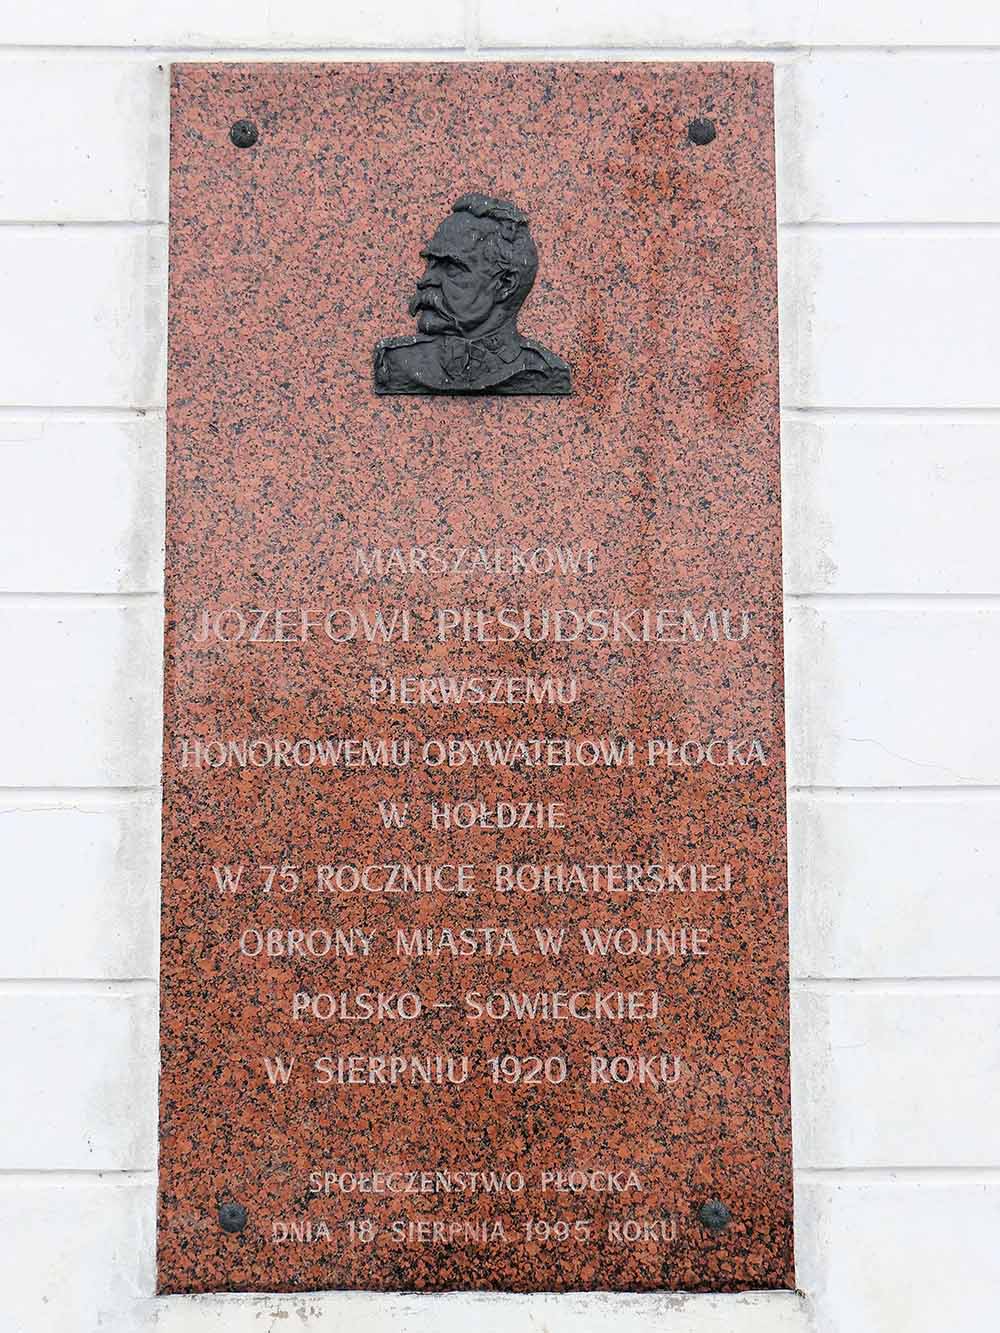 MARSZAŁKOWI
JÓZEFOWI PIŁSUDSKIEMU
PIERWSZEMU
HONOROWEMU OBYWATELOWI PŁOCKA
W HOŁDZIE
W 75 ROCZNICĘ BOHATERSKIEJ
OBRONY MIASTA W WOJNIE
POLSKO – SOWIECKIEJ
W SIERPNIU 1920 ROKU
SPOŁECZEŃSTWO PŁOCKA
DNIA 18 SIERPNIA 1995 ROKU